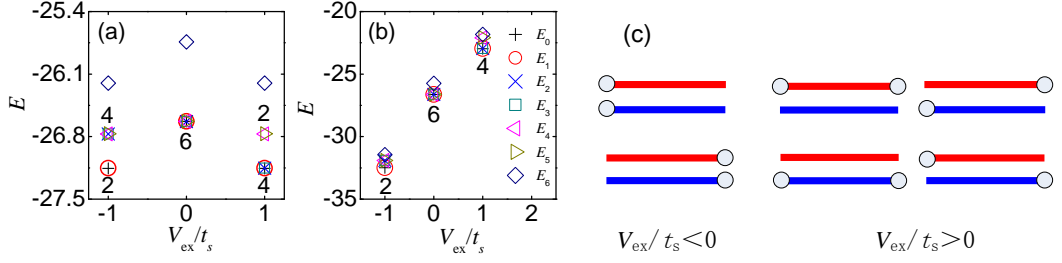 (a)
-25.4
-26.1
-26.8
-27.5
E
4
2
6
2
4
-1
0
1
V_ex/t_s
(b)
-20
-25
-30
-35
E
2
6
4
-1
0
1
2
V_ex/t_s
E_0
E_1
E_2
E_3
E_4
E_5
E_6
(c)
V_ex/t_s<0
V_ex/t_s>0